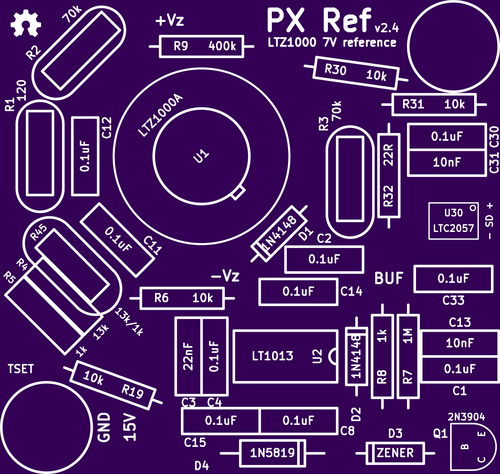 +Vz
PX Ref v2.4
LTZ1000 7V reference
R2
70k
R9 400k
R30 10k
R31 10k
R1
120
C12
0.1uF
LTZ1000A
U1
R3
70k
22R
R32
0.1uF
C30
10nF
C31
U30
LTC2057
- SD +
R45
0.1uF
C11
1N4148
D1
C2
0.1uF
R4
R5
-Vz
BUF
R6 10k
0.1uF
C14
0.1uF
C33
13k/1k
13k
1k
22nF
0.1uF
C3 C4
LT1013
U2
1N4148
D2
1k
R8
1M
R7
C13
10nF
0.1uF
C1
TSET
10k R19
GND
15V
0.1uF
0.1uF
C15
C8
1N5819
D4
D3
ZENER
2N3904
Q1
E
B
C